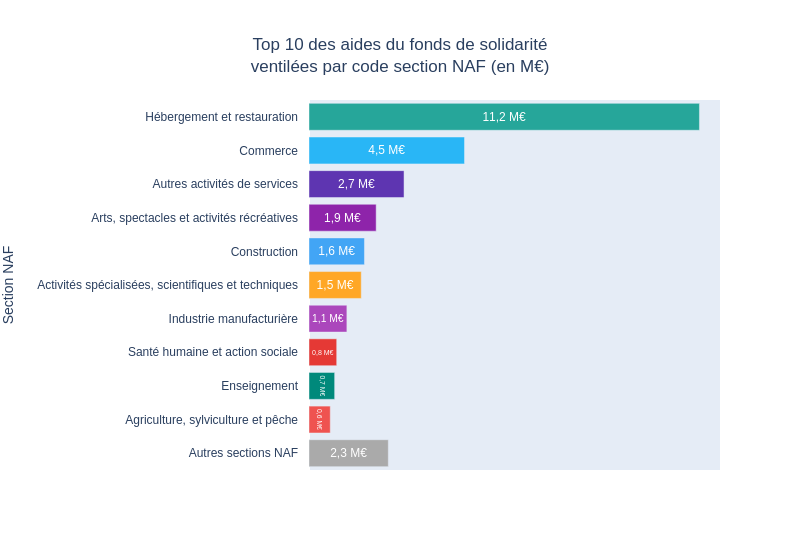 Top 10 des aides du fonds de solidarité
ventilées par code section NAF (en M€)
Section NAF
Hébergement et restauration 11,2 M€
Commerce 4,5 M€
Autres activités de services 2,7 M€
Arts, spectacles et activités récréatives 1,9 M€
Construction 1,6 M€
Activités spécialisées, scientifiques et techniques 1,5 M€
Industrie manufacturière 1,1 M€
Santé humaine et action sociale 0,8 M€
Enseignement 0,7 M€
Agriculture, sylviculture et pêche 0,6 M€
Autres sections NAF 2,3 M€